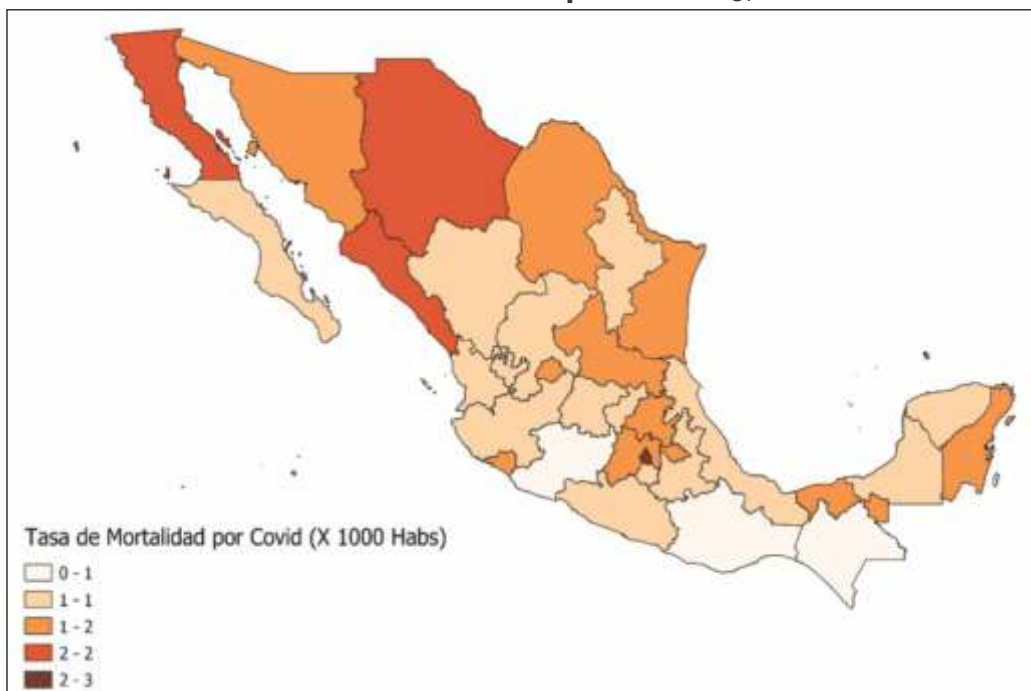 Tasa de Mortalidad por Covid (X 1000 Habs)
0 - 1
1 - 1
1 - 2
2 - 2
2 - 3